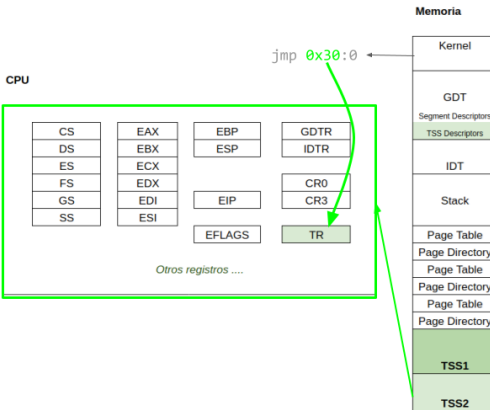 Memoria
jmp 0x30:0
CPU
CS
DS
ES
FS
GS
SS
EAX
EBX
ECX
EDX
EDI
ESI
EBP
ESP
EIP
EFLAGS
GDTR
IDTR
CR0
CR3
TR
Otros registros ....
Kernel
GDT
Segment Descriptors
TSS Descriptors
IDT
Stack
Page Table
Page Directory
Page Table
Page Directory
Page Table
Page Directory
TSS1
TSS2